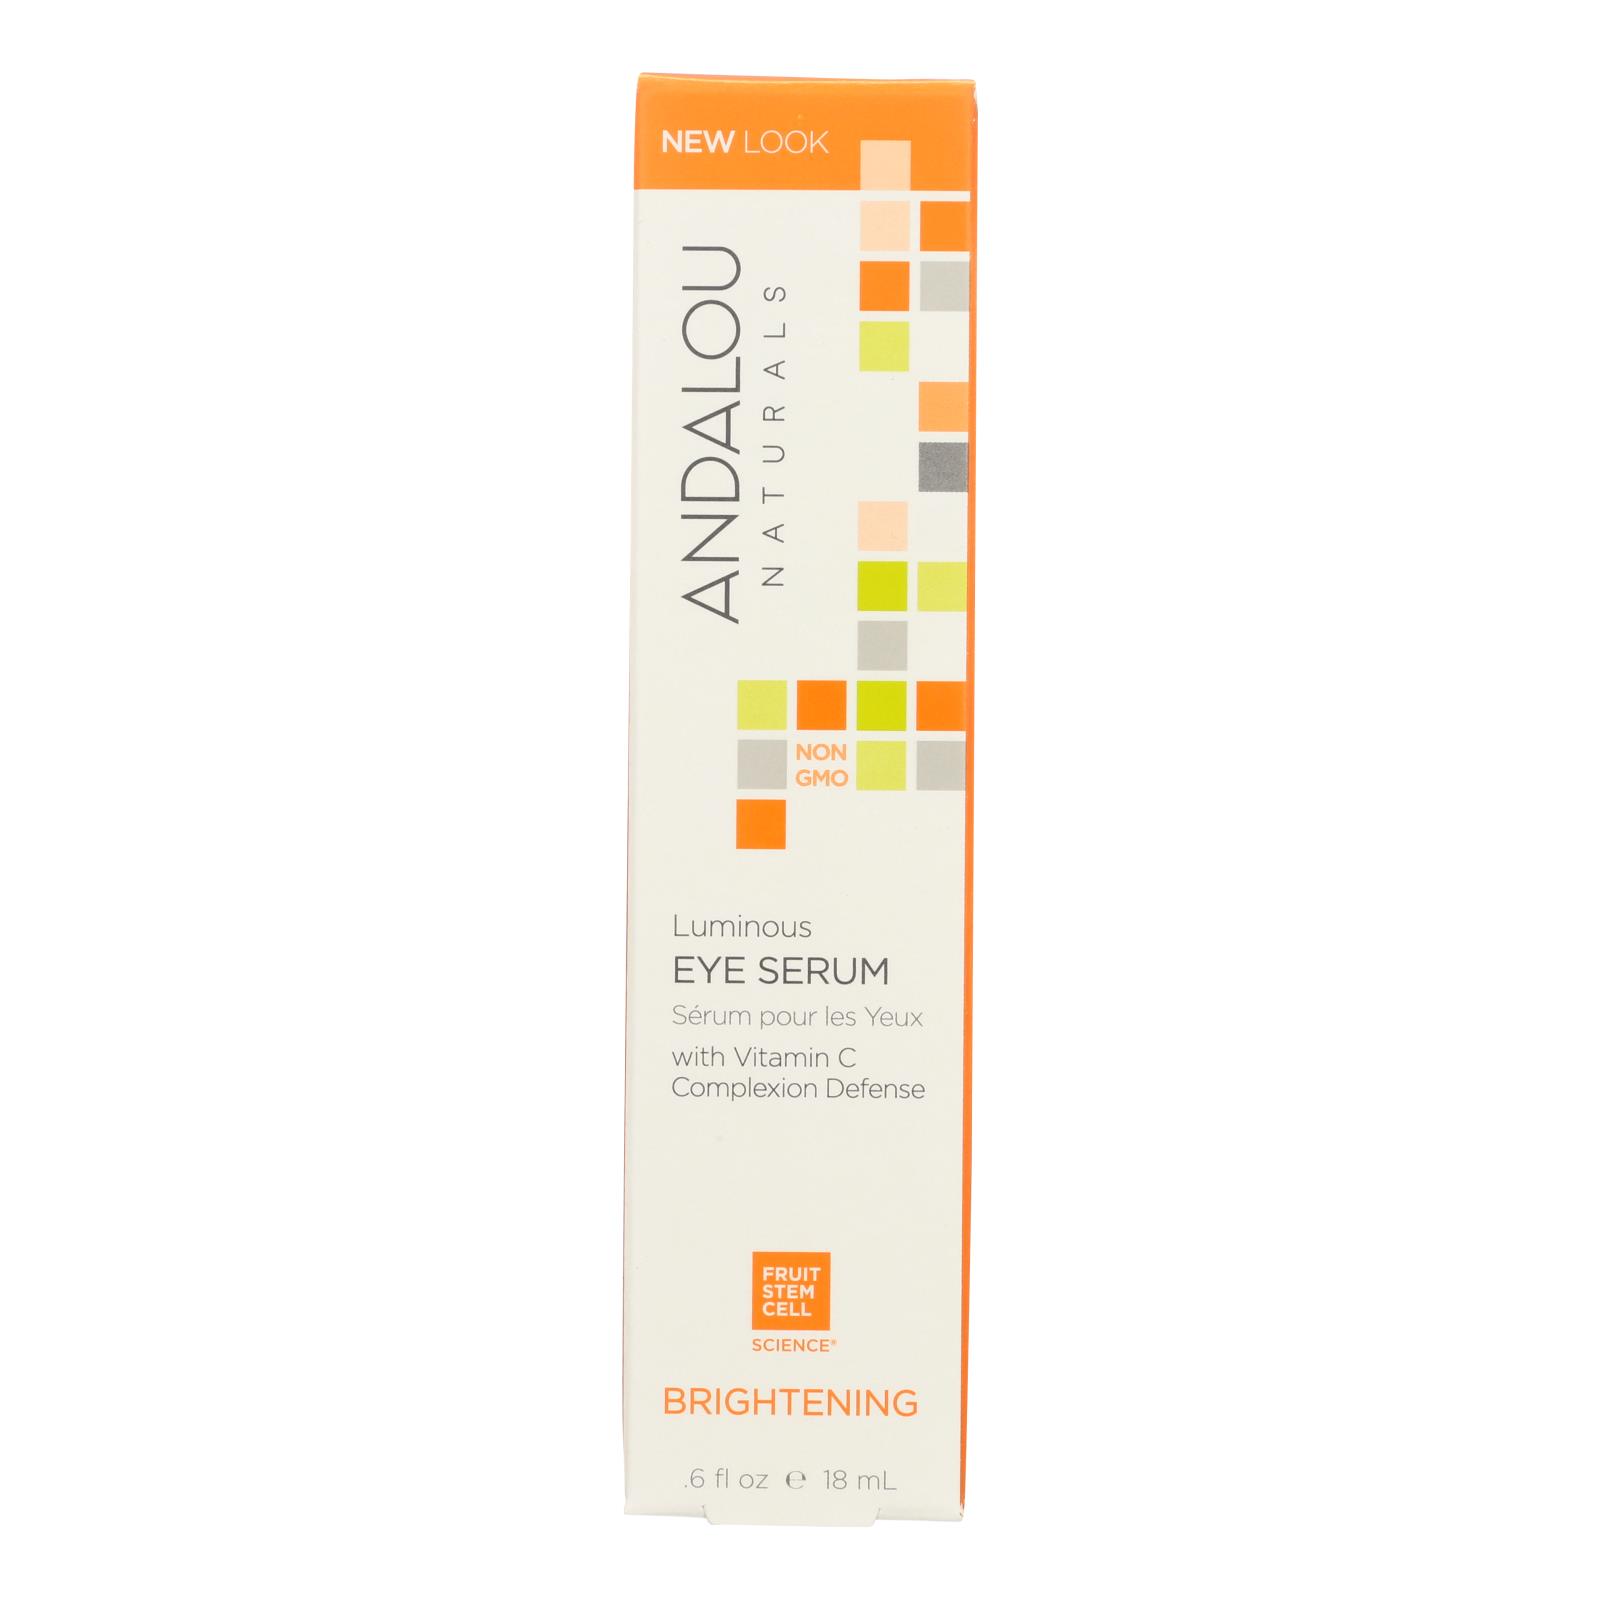 NEW LOOK
ANDALOU
NATURALS
NON
GMO
Luminous
EYE SERUM
Sérum pour les Yeux
with Vitamin C
Complexion Defense
FRUIT
STEM
CELL
SCIENCE®
BRIGHTENING
.6 fl oz ℮ 18 mL